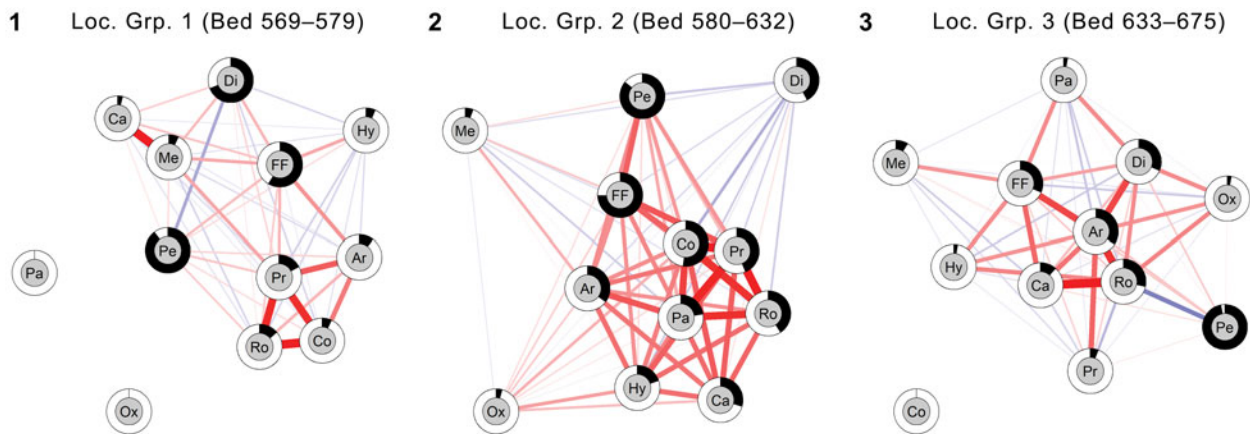 1 Loc. Grp. 1 (Bed 569–579)
2 Loc. Grp. 2 (Bed 580–632)
3 Loc. Grp. 3 (Bed 633–675)
Di
Ca
Hy
Me
FF
Pe
Ar
Pr
Pa
Ro
Co
Ox
Di
Pe
Me
FF
Co
Pr
Ar
Pa
Ro
Hy
Ca
Ox
Pa
Me
Di
FF
Ox
Ar
Hy
Ca
Ro
Pe
Pr
Co